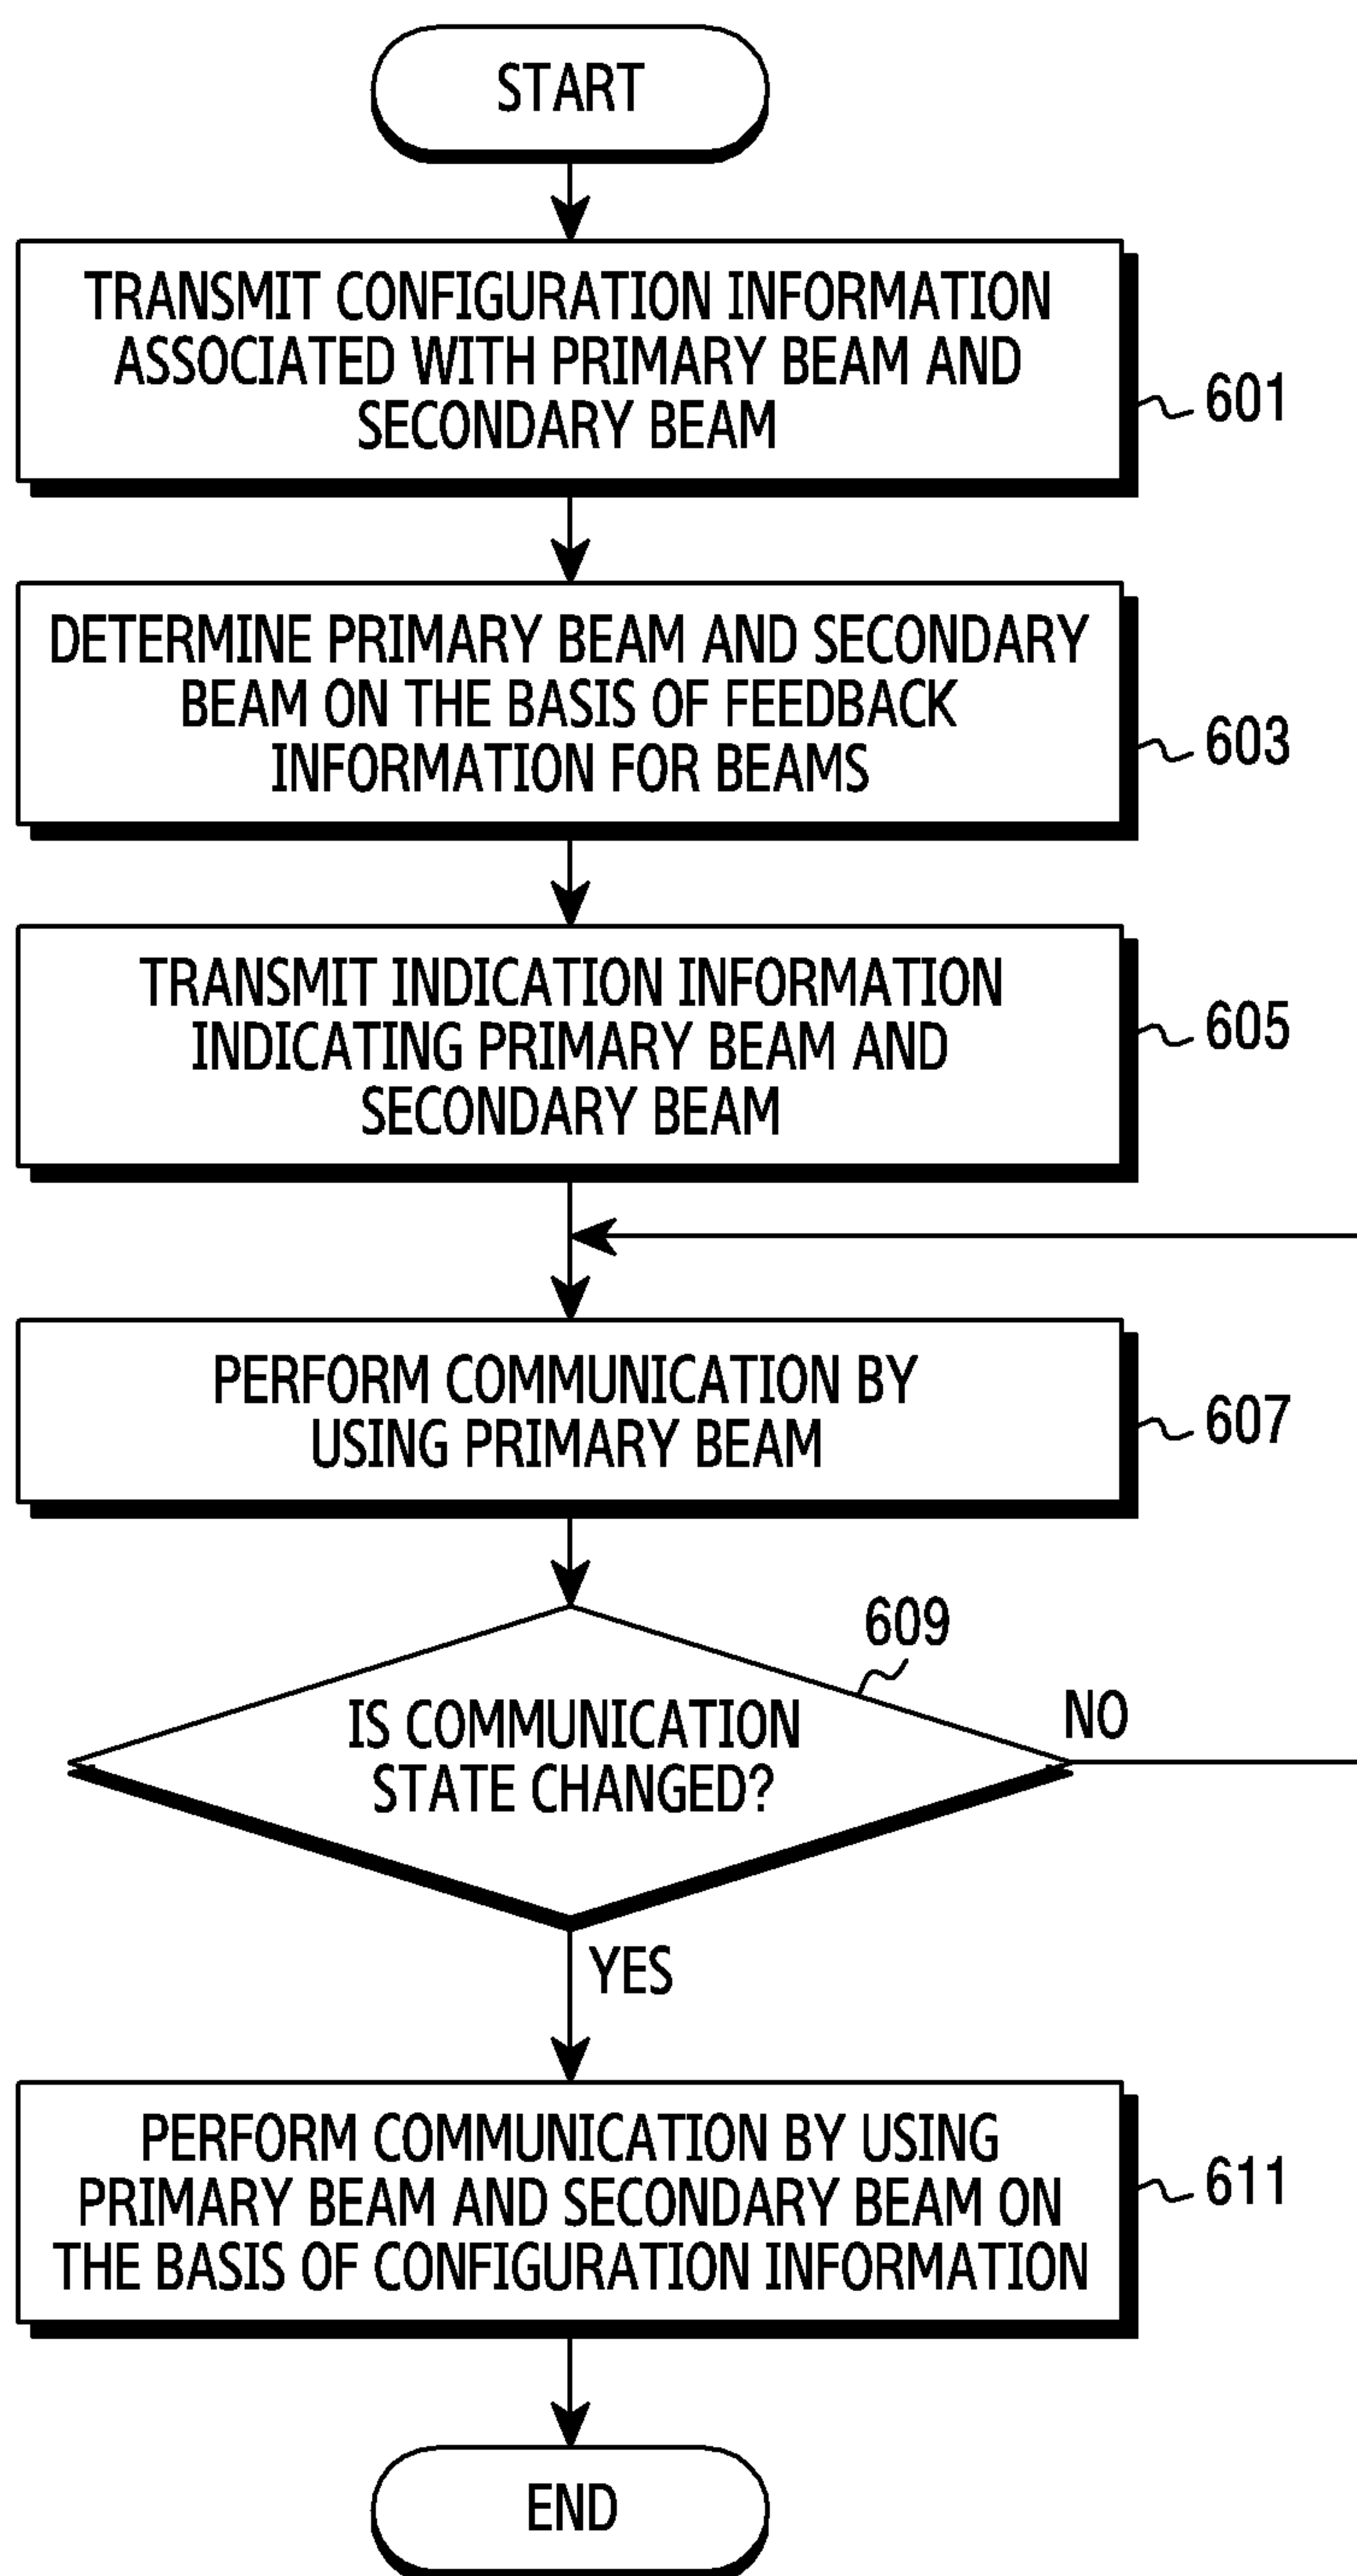 START
TRANSMIT CONFIGURATION INFORMATION
ASSOCIATED WITH PRIMARY BEAM AND
SECONDARY BEAM
601
DETERMINE PRIMARY BEAM AND SECONDARY
BEAM ON THE BASIS OF FEEDBACK
INFORMATION FOR BEAMS
603
TRANSMIT INDICATION INFORMATION
INDICATING PRIMARY BEAM AND
SECONDARY BEAM
605
PERFORM COMMUNICATION BY
USING PRIMARY BEAM
607
609
IS COMMUNICATION
STATE CHANGED?
NO
YES
PERFORM COMMUNICATION BY USING
PRIMARY BEAM AND SECONDARY BEAM ON
THE BASIS OF CONFIGURATION INFORMATION
611
END